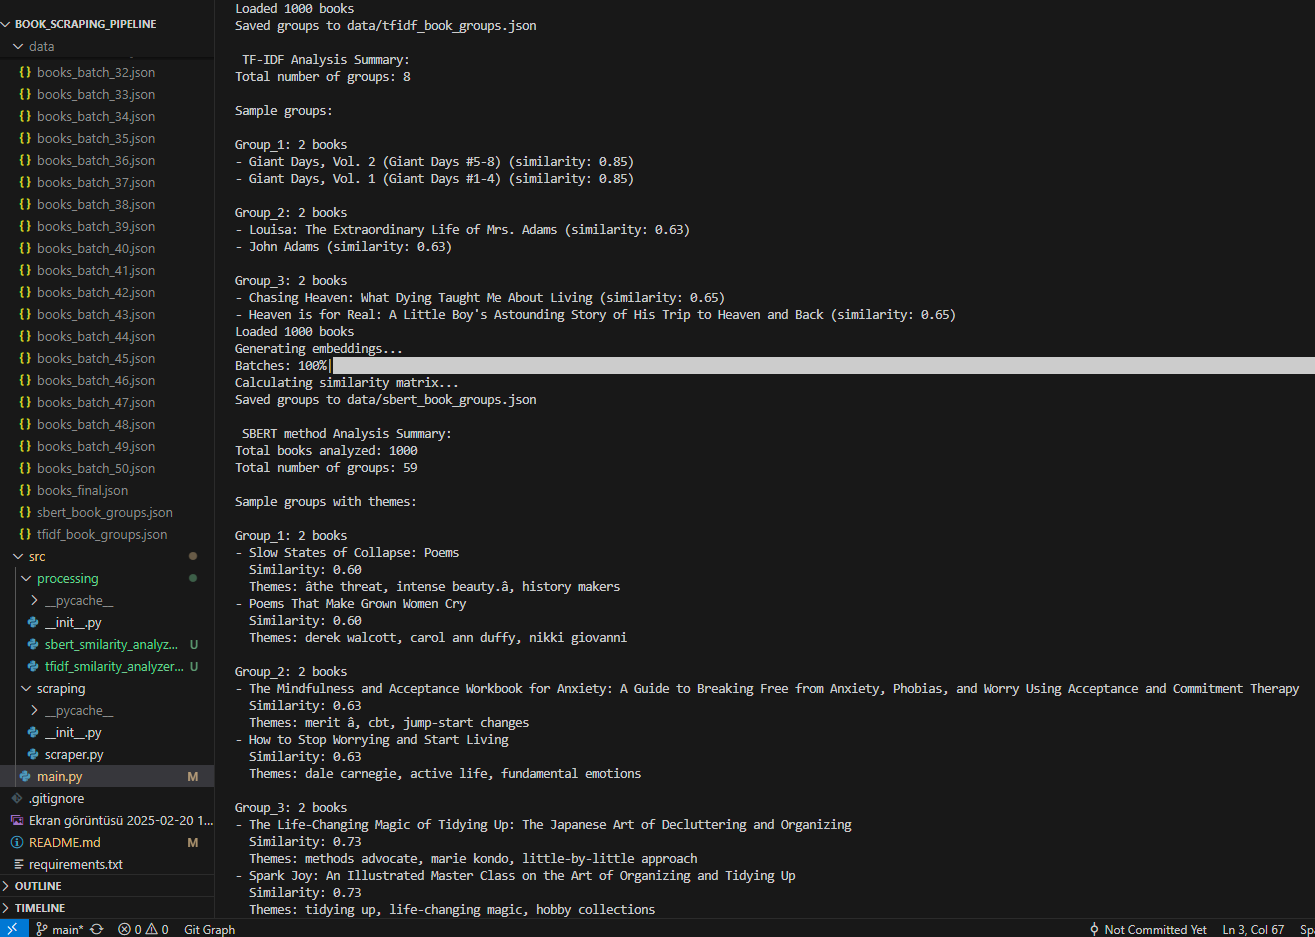 BOOK_SCRAPING_PIPELINE
data
{} books_batch_32.json
{} books_batch_33.json
{} books_batch_34.json
{} books_batch_35.json
{} books_batch_36.json
{} books_batch_37.json
{} books_batch_38.json
{} books_batch_39.json
{} books_batch_40.json
{} books_batch_41.json
{} books_batch_42.json
{} books_batch_43.json
{} books_batch_44.json
{} books_batch_45.json
{} books_batch_46.json
{} books_batch_47.json
{} books_batch_48.json
{} books_batch_49.json
{} books_batch_50.json
{} books_final.json
{} sbert_book_groups.json
{} tfidf_book_groups.json
src
processing
__pycache__
__init__.py
sbert_smilarity_analyz... U
tfidf_smilarity_analyzer... U
scraping
__pycache__
__init__.py
scraper.py
main.py M
.gitignore
Ekran görüntüsü 2025-02-20 1...
README.md M
requirements.txt
OUTLINE
TIMELINE
Loaded 1000 books
Saved groups to data/tfidf_book_groups.json
TF-IDF Analysis Summary:
Total number of groups: 8
Sample groups:
Group_1: 2 books
- Giant Days, Vol. 2 (Giant Days #5-8) (similarity: 0.85)
- Giant Days, Vol. 1 (Giant Days #1-4) (similarity: 0.85)
Group_2: 2 books
- Louisa: The Extraordinary Life of Mrs. Adams (similarity: 0.63)
- John Adams (similarity: 0.63)
Group_3: 2 books
- Chasing Heaven: What Dying Taught Me About Living (similarity: 0.65)
- Heaven is for Real: A Little Boy's Astounding Story of His Trip to Heaven and Back (similarity: 0.65)
Loaded 1000 books
Generating embeddings...
Batches: 100%|
Calculating similarity matrix...
Saved groups to data/sbert_book_groups.json
SBERT method Analysis Summary:
Total books analyzed: 1000
Total number of groups: 59
Sample groups with themes:
Group_1: 2 books
- Slow States of Collapse: Poems
Similarity: 0.60
Themes: âthe threat, intense beauty.â, history makers
- Poems That Make Grown Women Cry
Similarity: 0.60
Themes: derek walcott, carol ann duffy, nikki giovanni
Group_2: 2 books
- The Mindfulness and Acceptance Workbook for Anxiety: A Guide to Breaking Free from Anxiety, Phobias, and Worry Using Acceptance and Commitment Therapy
Similarity: 0.63
Themes: merit â, cbt, jump-start changes
- How to Stop Worrying and Start Living
Similarity: 0.63
Themes: dale carnegie, active life, fundamental emotions
Group_3: 2 books
- The Life-Changing Magic of Tidying Up: The Japanese Art of Decluttering and Organizing
Similarity: 0.73
Themes: methods advocate, marie kondo, little-by-little approach
- Spark Joy: An Illustrated Master Class on the Art of Organizing and Tidying Up
Similarity: 0.73
Themes: tidying up, life-changing magic, hobby collections
main* 0 0 Git Graph Not Committed Yet Ln 3, Col 67 Sp